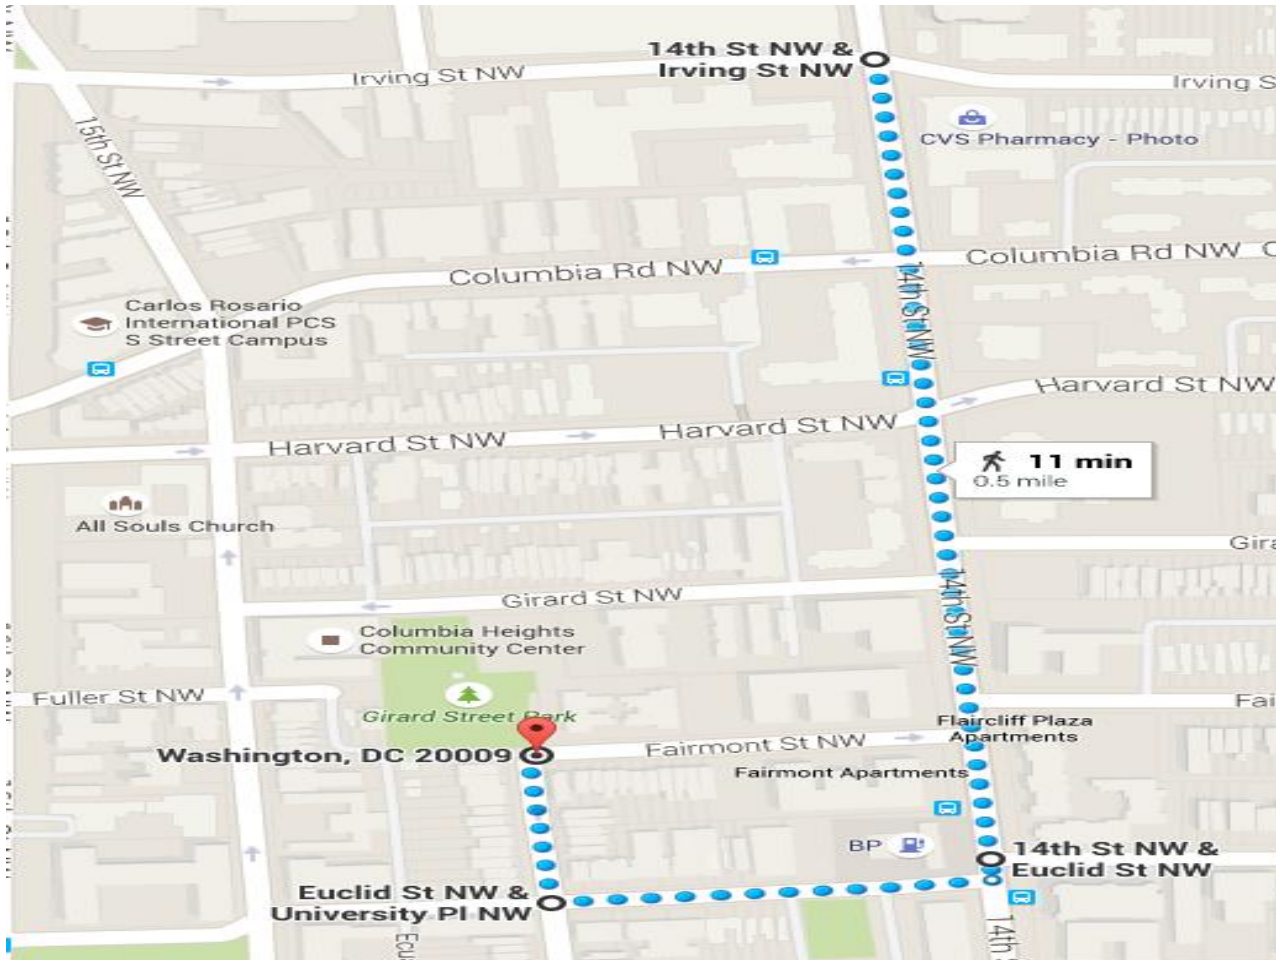 14th St NW &
Irving St NW
Irving St NW
Irving S
15th St NW
CVS Pharmacy - Photo
Columbia Rd NW
Columbia Rd NW
C
14th St NW
Carlos Rosario
International PCS
S Street Campus
Harvard St NW
Harvard St NW
Harvard St NW
11 min
0.5 mile
All Souls Church
Gira
Girard St NW
14th St NW
Columbia Heights
Community Center
Fuller St NW
Fai
Girard Street Park
Flaircliff Plaza
Apartments
Washington, DC 20009
Fairmont St NW
Fairmont Apartments
BP
14th St NW &
Euclid St NW
Euclid St NW &
University Pl NW
14th S
Ecua